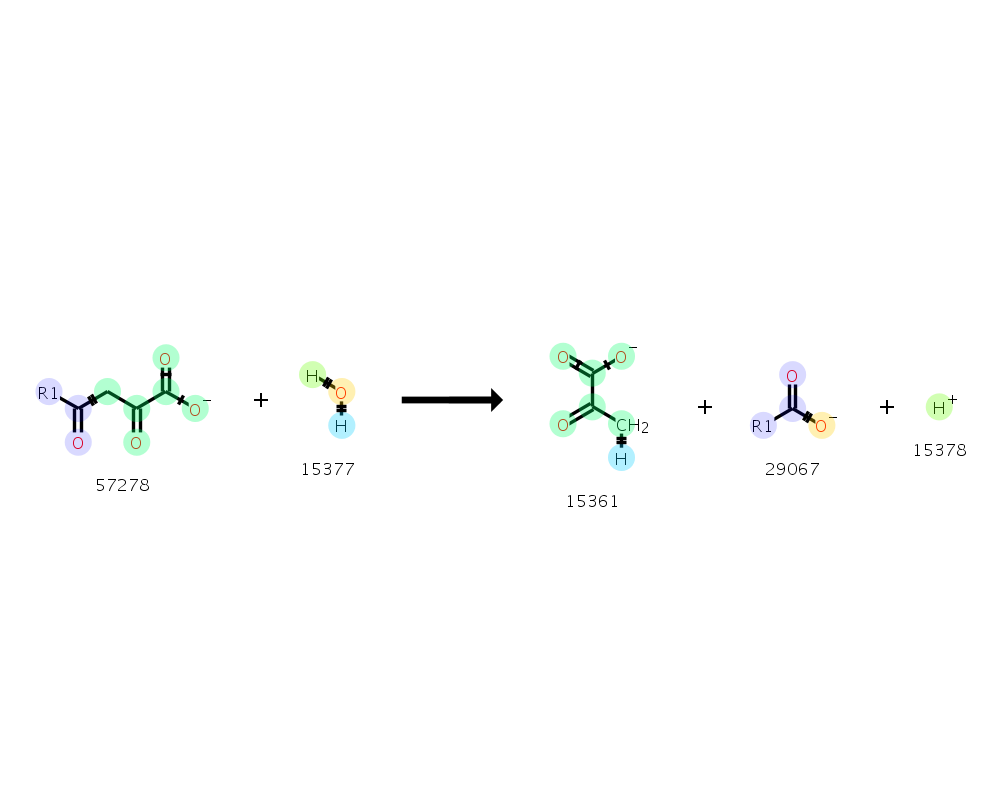 O O O −
R1 O O
+
H O H
57278
15377
O O −
O CH2
H
15361
+
O
R1 O −
29067
+
H +
15378